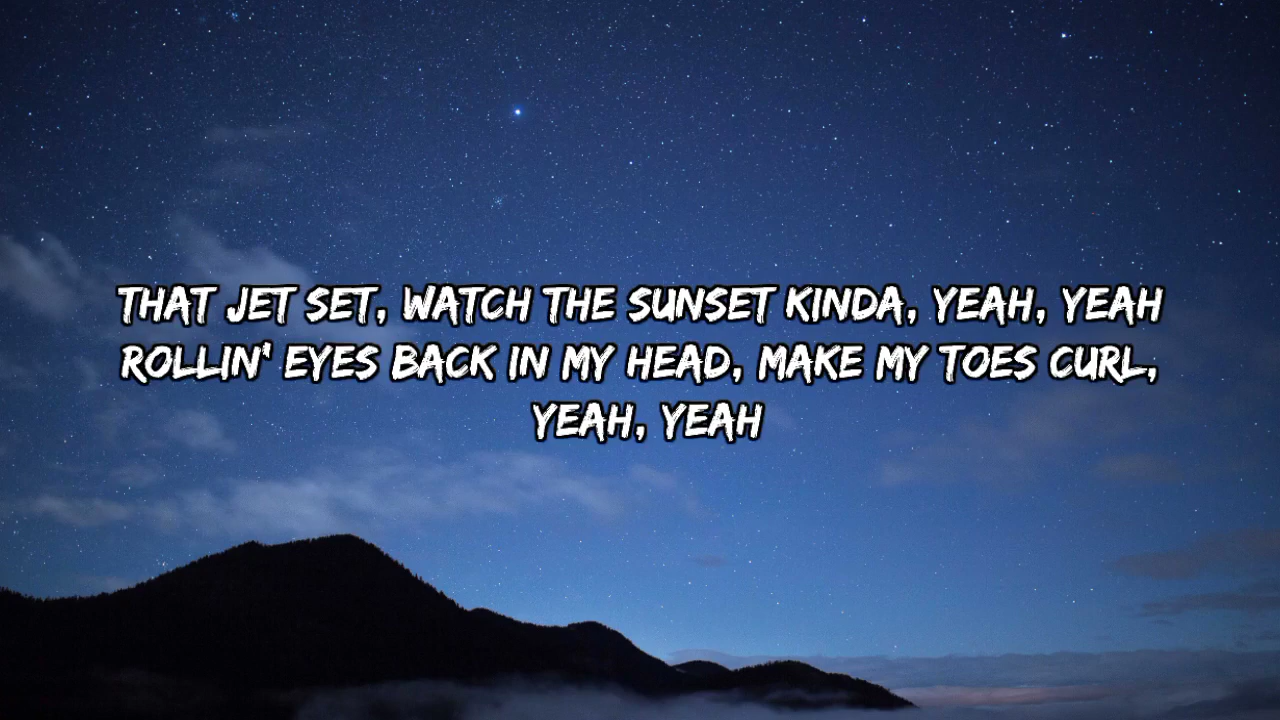 THAT JET SET, WATCH THE SUNSET KINDA, YEAH, YEAH
ROLLIN' EYES BACK IN MY HEAD, MAKE MY TOES CURL,
YEAH, YEAH